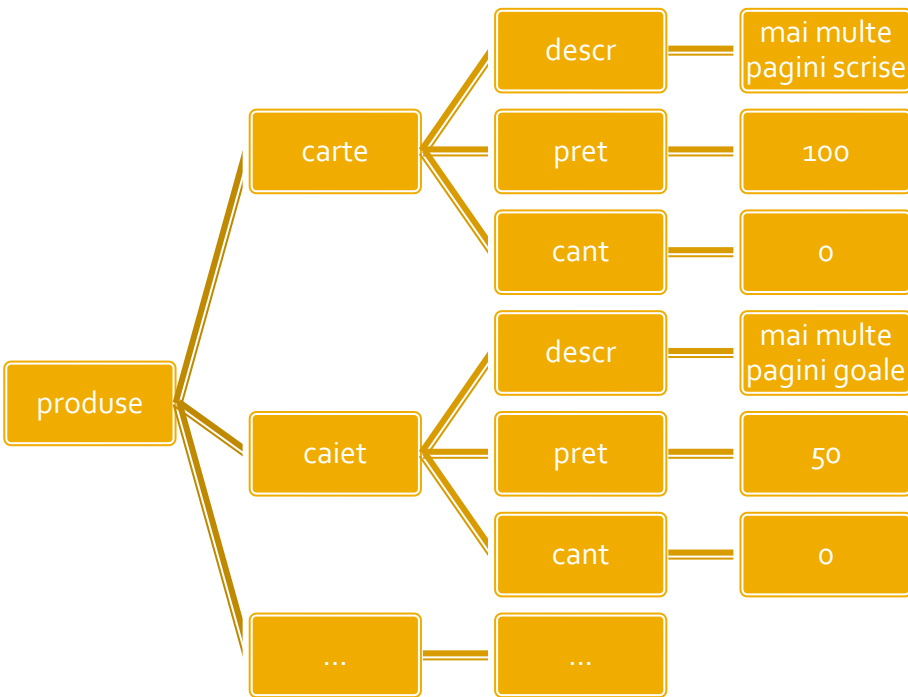 produse
carte
descr
mai multe
pagini scrise
pret
100
cant
0
caiet
descr
mai multe
pagini goale
pret
50
cant
0
...
...